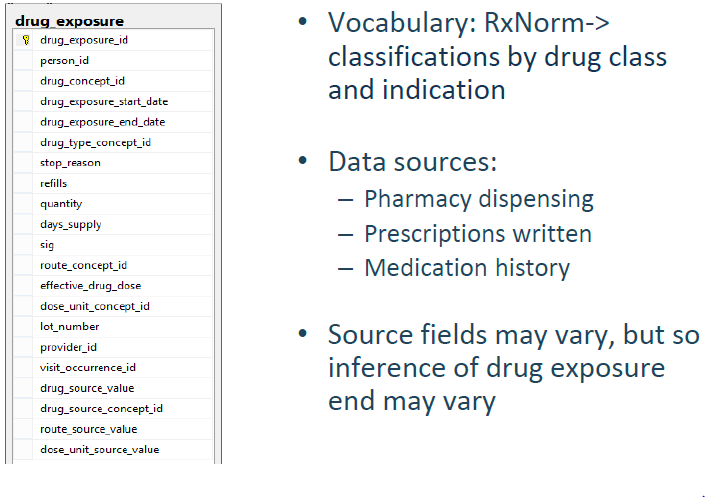 drug_exposure
drug_exposure_id
person_id
drug_concept_id
drug_exposure_start_date
drug_exposure_end_date
drug_type_concept_id
stop_reason
refills
quantity
days_supply
sig
route_concept_id
effective_drug_dose
dose_unit_concept_id
lot_number
provider_id
visit_occurrence_id
drug_source_value
drug_source_concept_id
route_source_value
dose_unit_source_value
• Vocabulary: RxNorm->
classifications by drug class
and indication
• Data sources:
– Pharmacy dispensing
– Prescriptions written
– Medication history
• Source fields may vary, but so
inference of drug exposure
end may vary